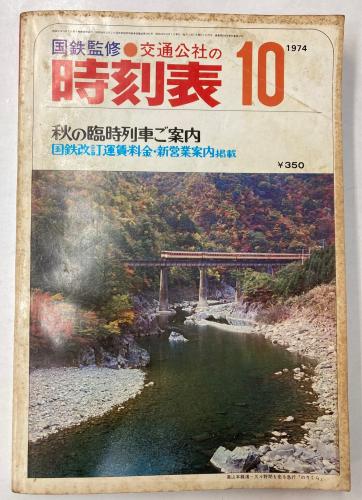 国鉄監修・交通公社の
時刻表 10
1974
秋の臨時列車ご案内
国鉄改訂運賃料金・新営業案内掲載
¥350